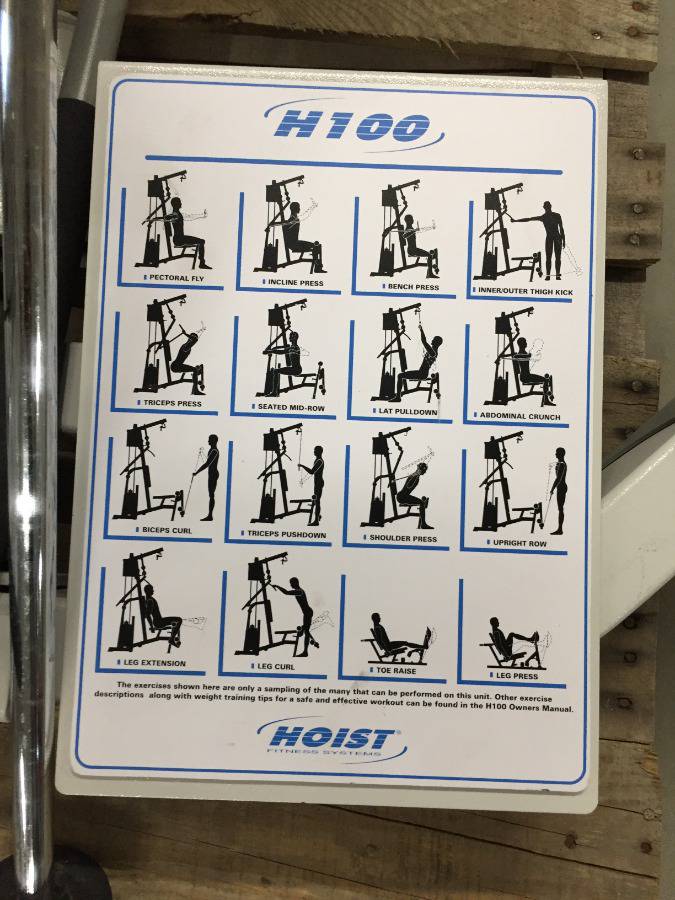 H100
PECTORAL FLY
INCLINE PRESS
BENCH PRESS
INNER/OUTER THIGH KICK
TRICEPS PRESS
SEATED MID-ROW
LAT PULLDOWN
ABDOMINAL CRUNCH
BICEPS CURL
TRICEPS PUSHDOWN
SHOULDER PRESS
UPRIGHT ROW
LEG EXTENSION
LEG CURL
TOE RAISE
LEG PRESS
The exercises shown here are only a sampling of the many that can be performed on this unit. Other exercise
descriptions along with weight training tips for a safe and effective workout can be found in the H100 Owners Manual.
HOIST®
FITNESS SYSTEMS